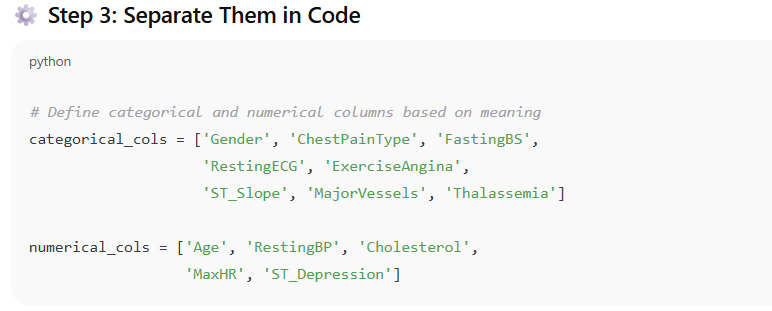 Step 3: Separate Them in Code
python
# Define categorical and numerical columns based on meaning
categorical_cols = ['Gender', 'ChestPainType', 'FastingBS',
'RestingECG', 'ExerciseAngina',
'ST_Slope', 'MajorVessels', 'Thalassemia']
numerical_cols = ['Age', 'RestingBP', 'Cholesterol',
'MaxHR', 'ST_Depression']